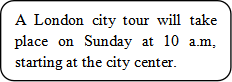 A London city tour will take
place on Sunday at 10 a.m,
starting at the city center.